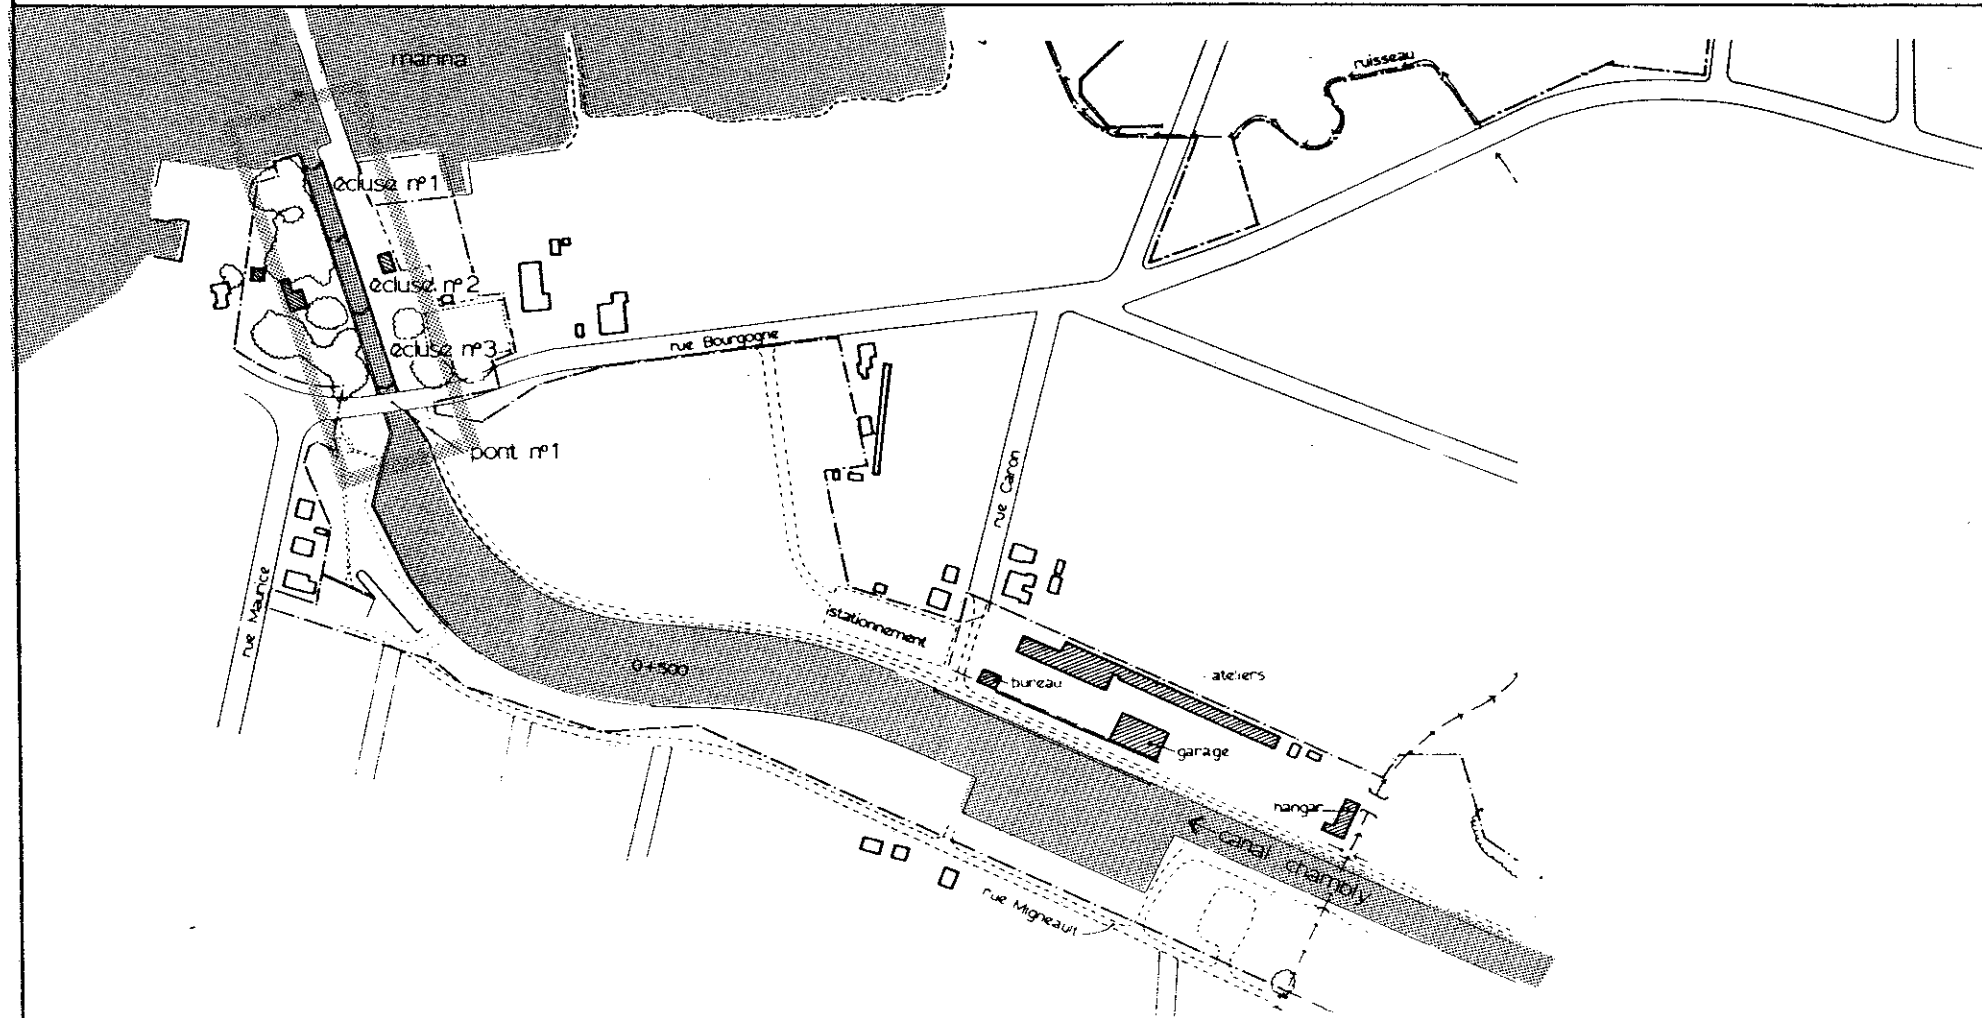 marina
ruisseau
écluse nº1
écluse nº2
écluse nº3
rue Bourgogne
pont nº1
rue Caron
rue Maurice
stationnement
0+500
bureau
ateliers
garage
hangar
canal chambly
rue Migneault